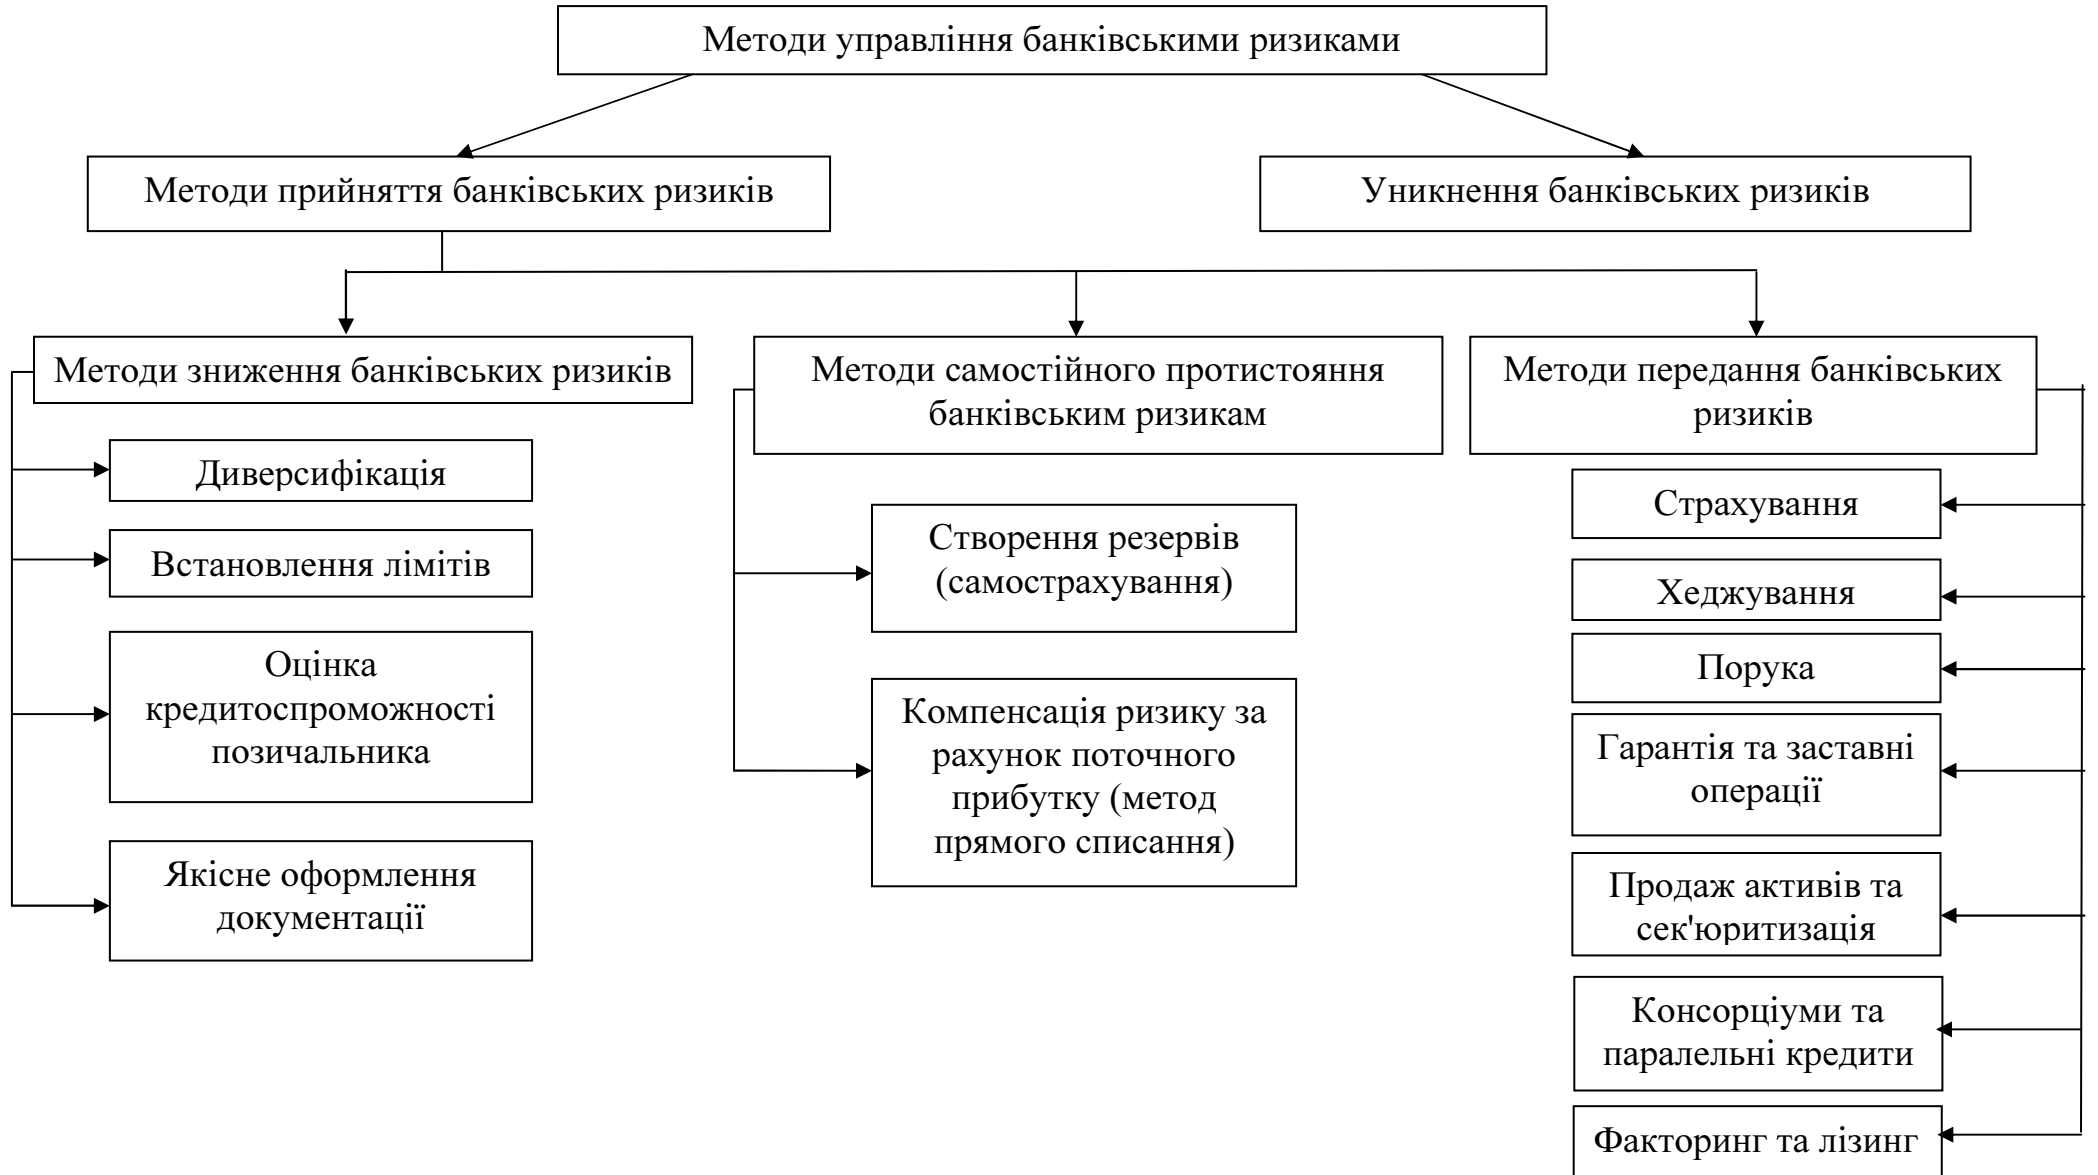 Методи управління банківськими ризиками
Методи прийняття банківських ризиків
Уникнення банківських ризиків
Методи зниження банківських ризиків
Диверсифікація
Встановлення лімітів
Оцінка
кредитоспроможності
позичальника
Якісне оформлення
документації
Методи самостійного протистояння
банківським ризикам
Створення резервів
(самострахування)
Компенсація ризику за
рахунок поточного
прибутку (метод
прямого списання)
Методи передання банківських
ризиків
Страхування
Хеджування
Порука
Гарантія та заставні
операції
Продаж активів та
сек'юритизація
Консорціуми та
паралельні кредити
Факторинг та лізинг